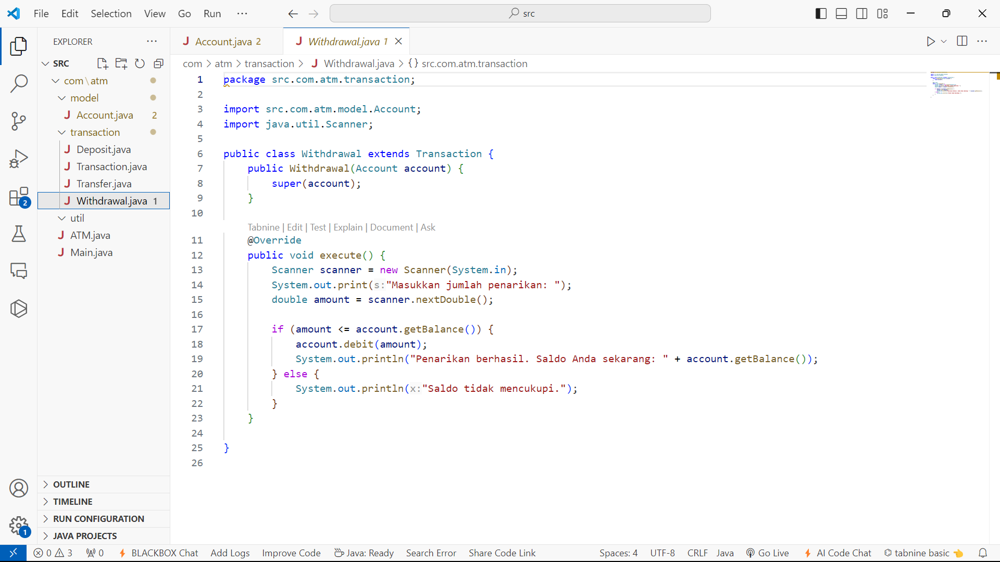 File Edit Selection View Go Run ··· src
EXPLORER ···
SRC
com\atm
model
Account.java 2
transaction
Deposit.java
Transaction.java
Transfer.java
Withdrawal.java 1
util
ATM.java
Main.java
OUTLINE
TIMELINE
RUN CONFIGURATION
JAVA PROJECTS
2
1
Account.java 2 Withdrawal.java 1
com > atm > transaction > Withdrawal.java > {} src.com.atm.transaction
1 package src.com.atm.transaction;
2
3 import src.com.atm.model.Account;
4 import java.util.Scanner;
5
6 public class Withdrawal extends Transaction {
7 public Withdrawal(Account account) {
8 super(account);
9 }
10
Tabnine | Edit | Test | Explain | Document | Ask
11 @Override
12 public void execute() {
13 Scanner scanner = new Scanner(System.in);
14 System.out.print(s:"Masukkan jumlah penarikan: ");
15 double amount = scanner.nextDouble();
16
17 if (amount <= account.getBalance()) {
18 account.debit(amount);
19 System.out.println("Penarikan berhasil. Saldo Anda sekarang: " + account.getBalance());
20 } else {
21 System.out.println(x:"Saldo tidak mencukupi.");
22 }
23 }
24
25 }
26
0 3 0 BLACKBOX Chat Add Logs Improve Code Java: Ready Search Error Share Code Link Spaces: 4 UTF-8 CRLF Java Go Live AI Code Chat tabnine basic